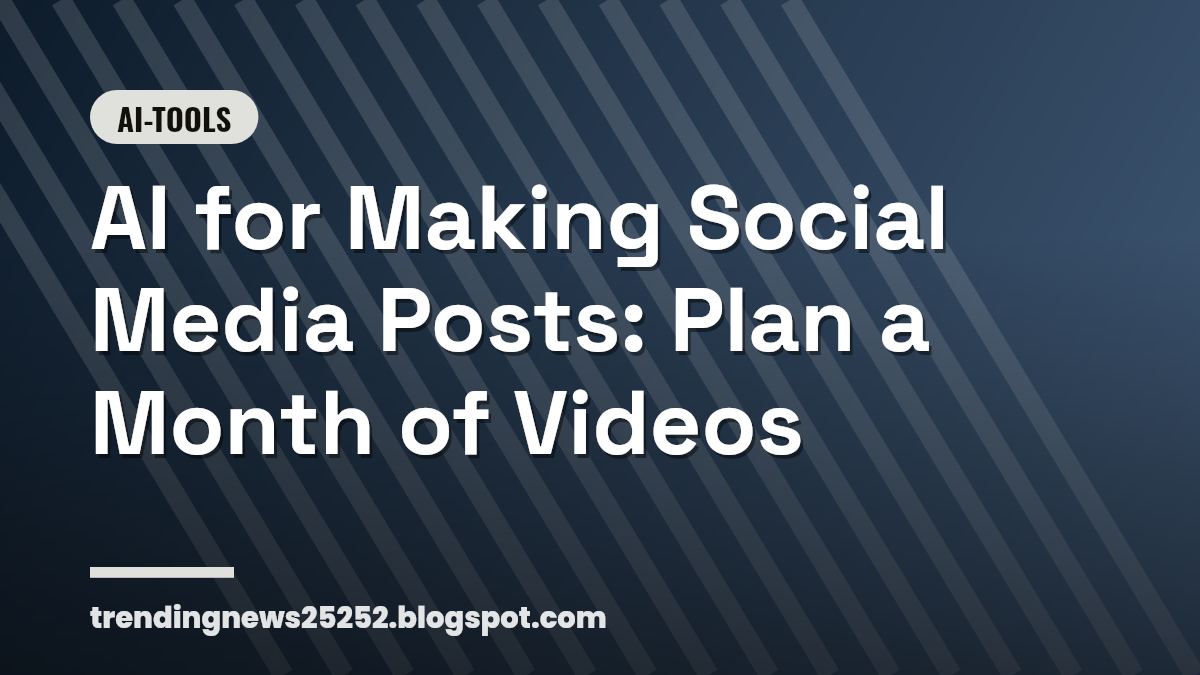 AI-TOOLS
AI for Making Social
Media Posts: Plan a
Month of Videos
trendingnews25252.blogspot.com